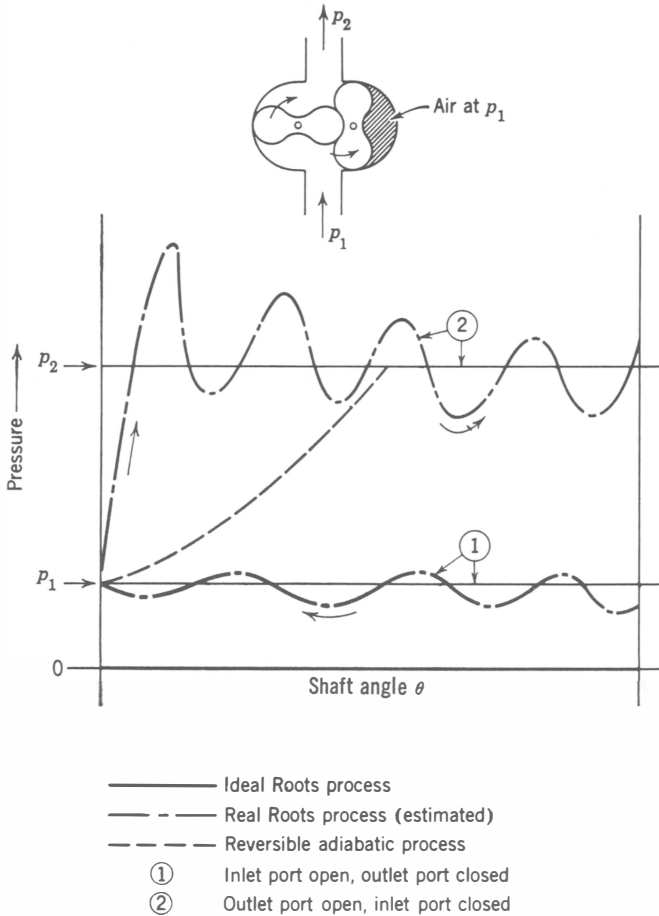 p2
Air at p1
p1
Pressure
p2
2
p1
1
0
Shaft angle θ
Ideal Roots process
Real Roots process (estimated)
Reversible adiabatic process
1 Inlet port open, outlet port closed
2 Outlet port open, inlet port closed